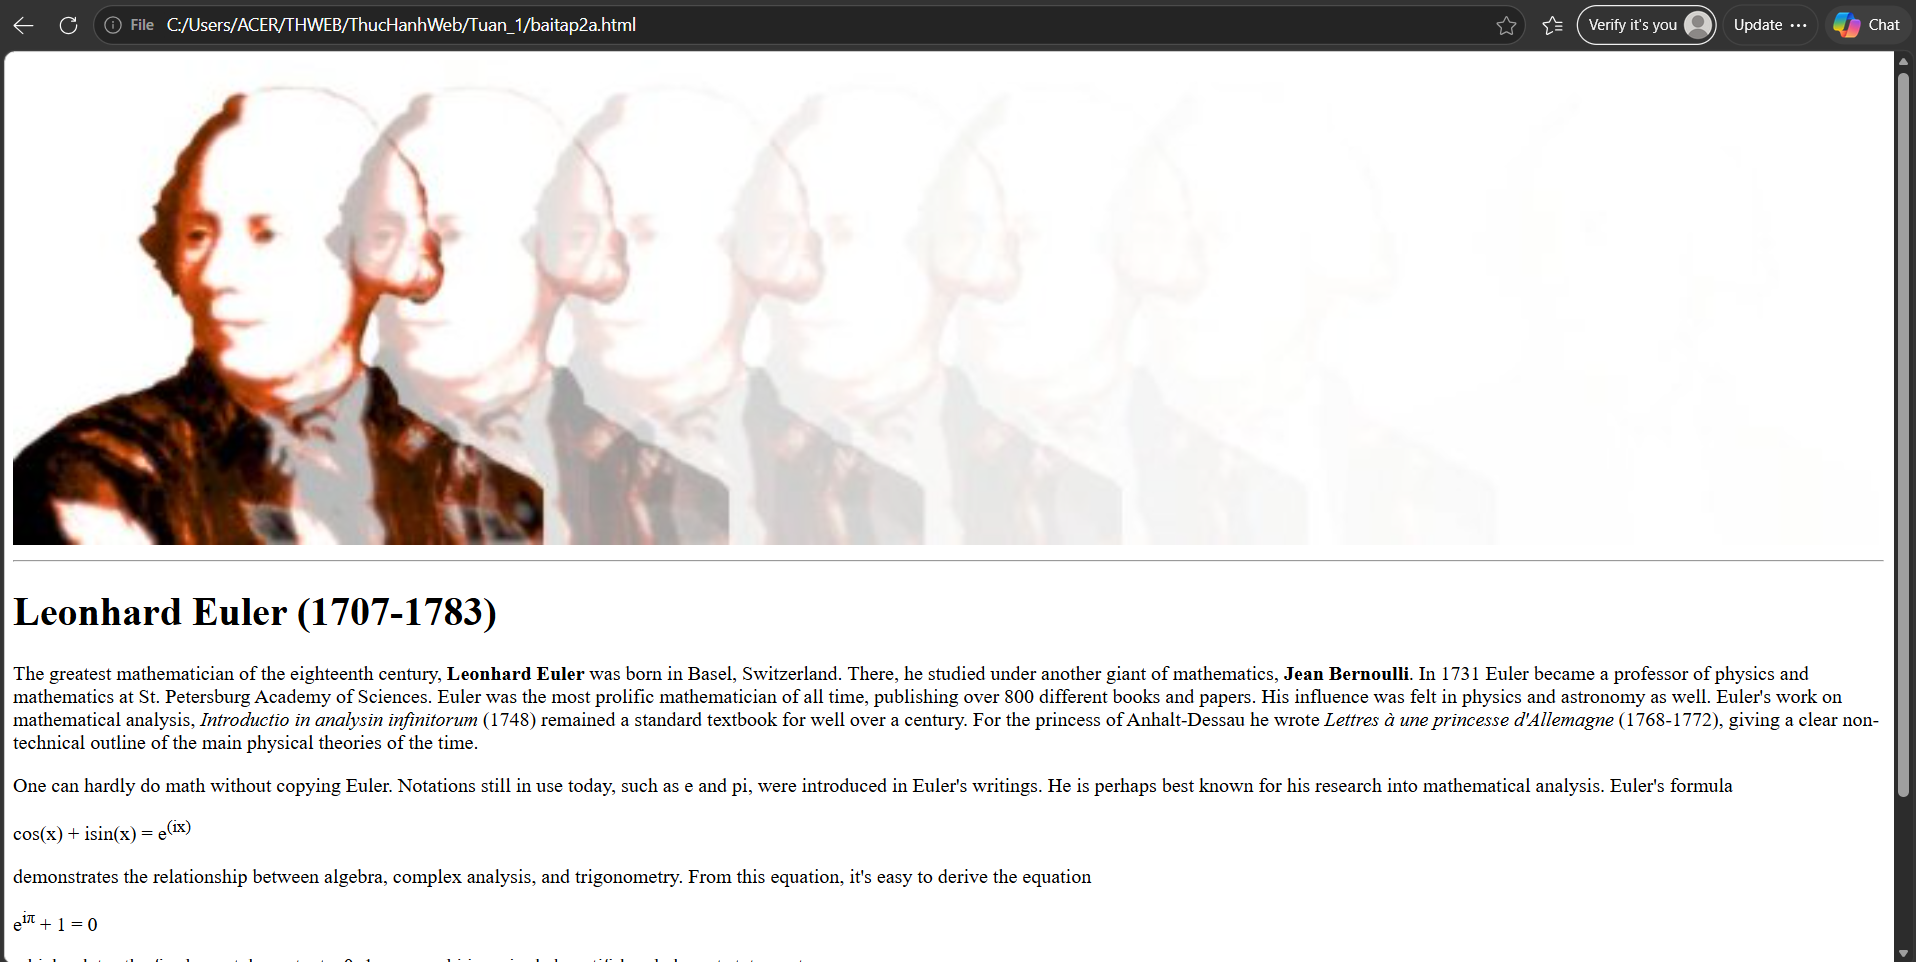 File C:/Users/ACER/THWEB/ThucHanhWeb/Tuan_1/baitap2a.html Verify it's you Update Chat
Leonhard Euler (1707-1783)
The greatest mathematician of the eighteenth century, Leonhard Euler was born in Basel, Switzerland. There, he studied under another giant of mathematics, Jean Bernoulli. In 1731 Euler became a professor of physics and
mathematics at St. Petersburg Academy of Sciences. Euler was the most prolific mathematician of all time, publishing over 800 different books and papers. His influence was felt in physics and astronomy as well. Euler's work on
mathematical analysis, Introductio in analysin infinitorum (1748) remained a standard textbook for well over a century. For the princess of Anhalt-Dessau he wrote Lettres à une princesse d'Allemagne (1768-1772), giving a clear non-
technical outline of the main physical theories of the time.
One can hardly do math without copying Euler. Notations still in use today, such as e and pi, were introduced in Euler's writings. He is perhaps best known for his research into mathematical analysis. Euler's formula
cos(x) + isin(x) = e^(ix)
demonstrates the relationship between algebra, complex analysis, and trigonometry. From this equation, it's easy to derive the equation
e^iπ + 1 = 0